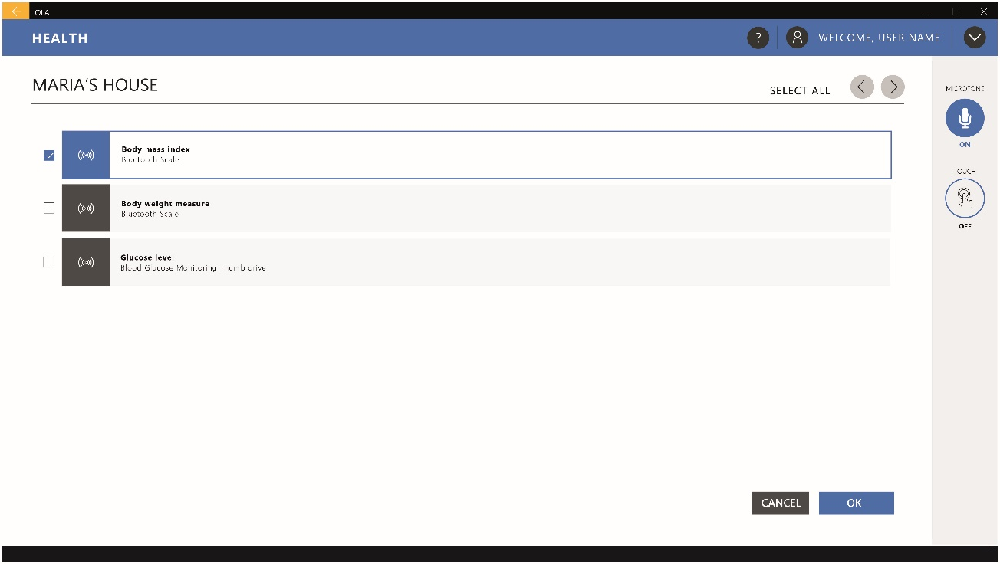 OLA
HEALTH
? WELCOME, USER NAME
MARIA'S HOUSE
SELECT ALL
MICROFONE
ON
TOUCH
OFF
Body mass index
Bluetooth Scale
Body weight measure
Bluetooth Scale
Glucose level
Blood Glucose Monitoring Thumb drive
CANCEL
OK